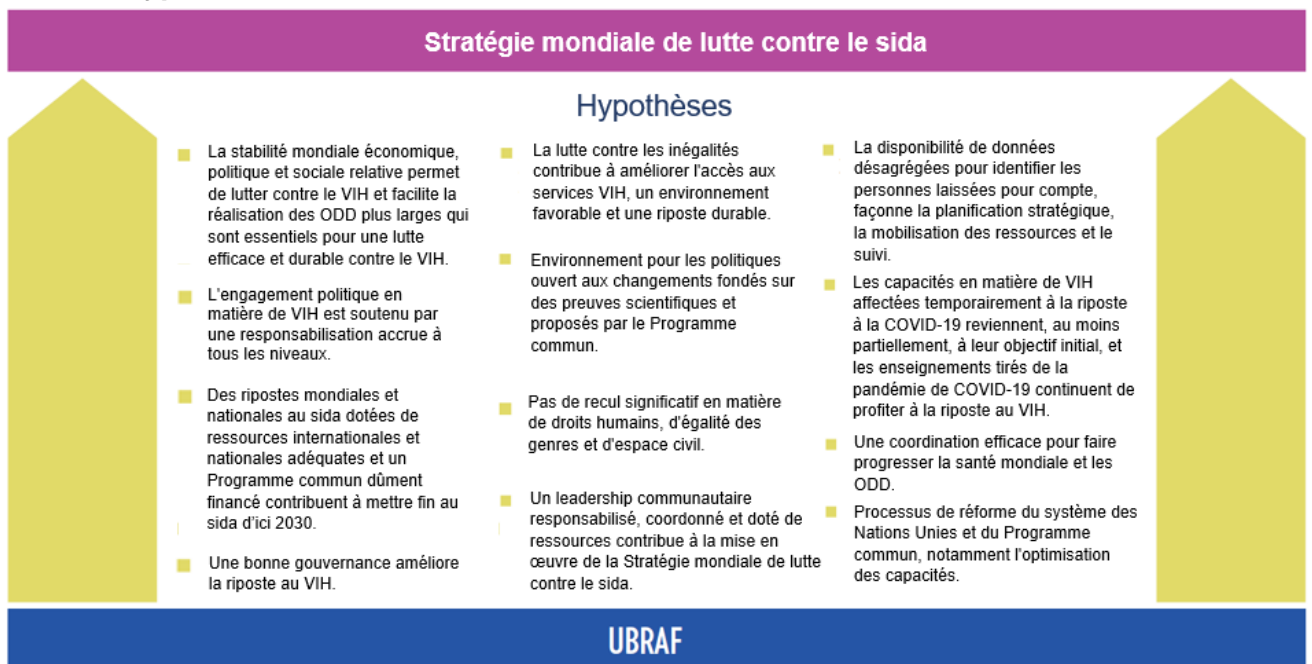 Stratégie mondiale de lutte contre le sida
Hypothèses
La stabilité mondiale économique,
politique et sociale relative permet
de lutter contre le VIH et facilite la
réalisation des ODD plus larges qui
sont essentiels pour une lutte
efficace et durable contre le VIH.
L'engagement politique en
matière de VIH est soutenu par
une responsabilisation accrue à
tous les niveaux.
Des ripostes mondiales et
nationales au sida dotées de
ressources internationales et
nationales adéquates et un
Programme commun dûment
financé contribuent à mettre fin au
sida d'ici 2030.
Une bonne gouvernance améliore
la riposte au VIH.
La lutte contre les inégalités
contribue à améliorer l'accès aux
services VIH, un environnement
favorable et une riposte durable.
Environnement pour les politiques
ouvert aux changements fondés sur
des preuves scientifiques et
proposés par le Programme
commun.
Pas de recul significatif en matière
de droits humains, d'égalité des
genres et d'espace civil.
Un leadership communautaire
responsabilisé, coordonné et doté de
ressources contribue à la mise en
œuvre de la Stratégie mondiale de lutte
contre le sida.
La disponibilité de données
désagrégées pour identifier les
personnes laissées pour compte,
façonne la planification stratégique,
la mobilisation des ressources et le
suivi.
Les capacités en matière de VIH
affectées temporairement à la riposte
à la COVID-19 reviennent, au moins
partiellement, à leur objectif initial, et
les enseignements tirés de la
pandémie de COVID-19 continuent de
profiter à la riposte au VIH.
Une coordination efficace pour faire
progresser la santé mondiale et les
ODD.
Processus de réforme du système des
Nations Unies et du Programme
commun, notamment l'optimisation
des capacités.
UBRAF